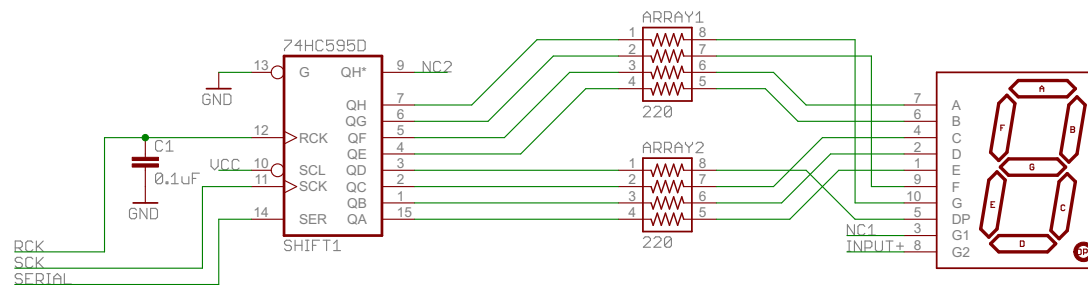 ARRAY1
74HC595D
1 8
2 7
3 6
4 5
220
13 G QH* 9 NC2
GND
QH 7
QG 6
12 RCK QF 5
QE 4
C1
0.1uF
GND
VCC 10 SCL QD 3
11 SCK QC 2
QB 1
14 SER QA 15
SHIFT1
ARRAY2
1 8
2 7
3 6
4 5
220
7 A
6 B
4 C
2 D
1 E
9 F
10 G
5 DP
NC1 3 G1
INPUT+ 8 G2
A
F B
G
E C
D
DP
RCK
SCK
SERIAL